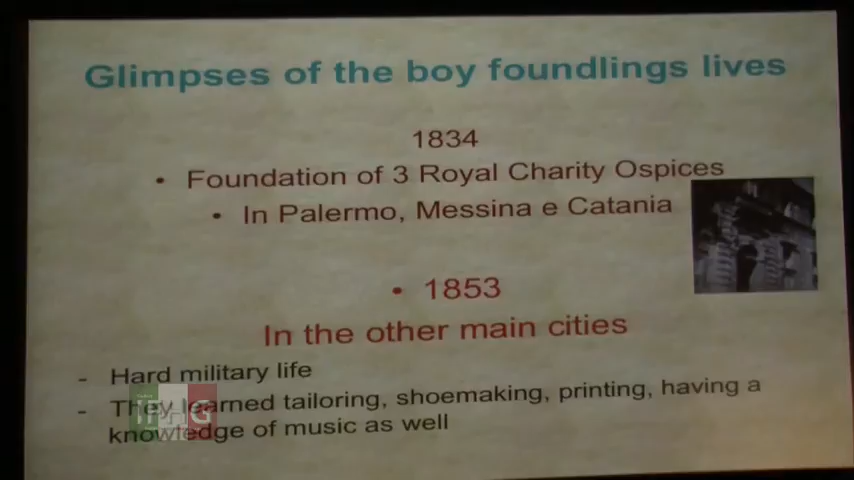 Glimpses of the boy foundlings lives
1834
• Foundation of 3 Royal Charity Ospices
• In Palermo, Messina e Catania
• 1853
In the other main cities
- Hard military life
- They learned tailoring, shoemaking, printing, having a
knowledge of music as well
IPHG